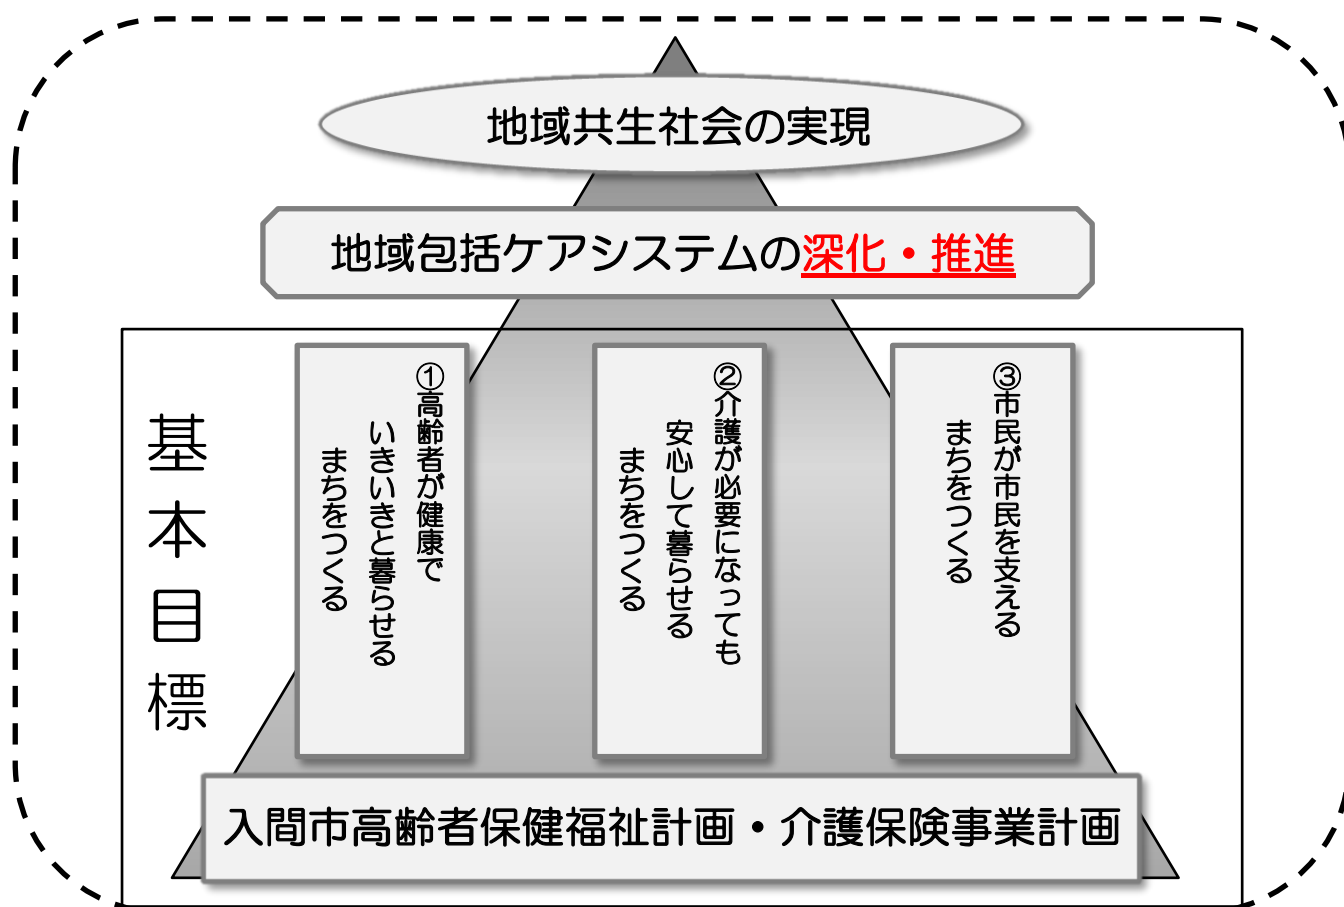 地域共生社会の実現
地域包括ケアシステムの深化・推進
基本目標
①高齢者が健康で
いきいきと暮らせる
まちをつくる
②介護が必要になっても
安心して暮らせる
まちをつくる
③市民が市民を支える
まちをつくる
入間市高齢者保健福祉計画・介護保険事業計画